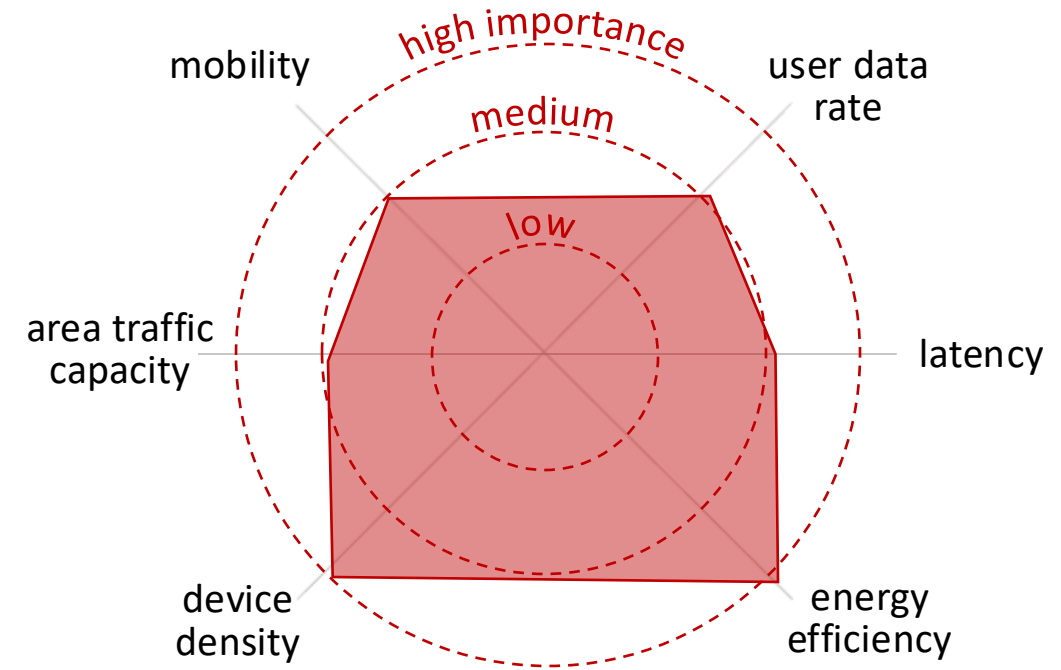 high importance
mobility
user data
rate
medium
low
area traffic
capacity
latency
device
density
energy
efficiency